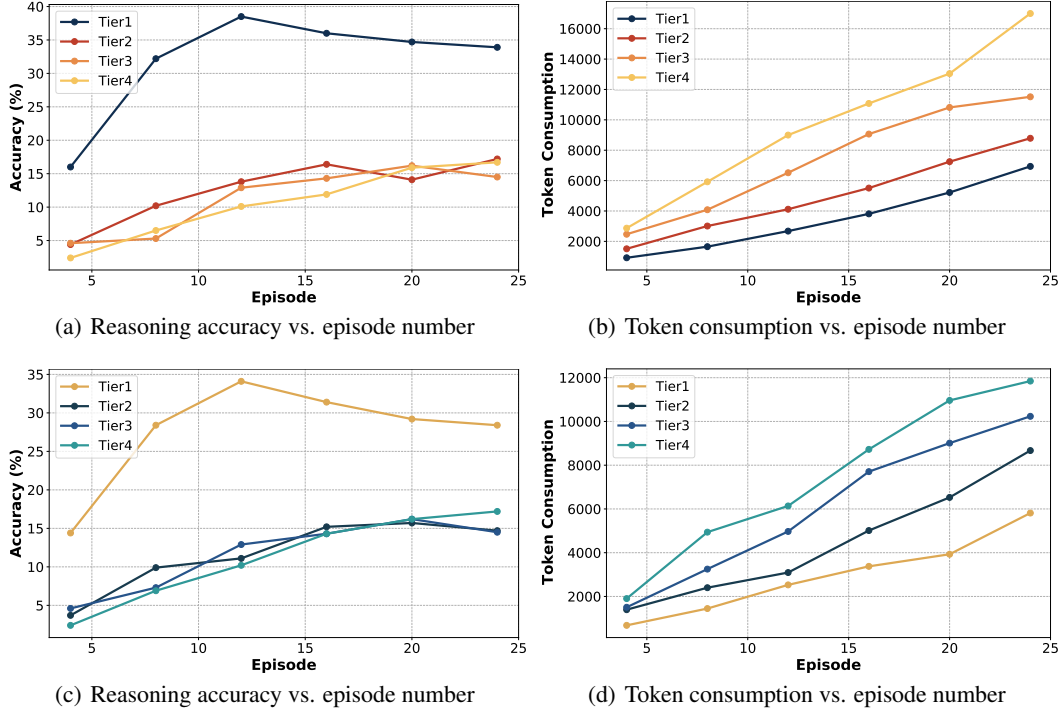 40
35
30
25
20
15
10
5
Accuracy (%)
Tier1
Tier2
Tier3
Tier4
5 10 15 20 25
Episode
(a) Reasoning accuracy vs. episode number
16000
14000
12000
10000
8000
6000
4000
2000
Token Consumption
Tier1
Tier2
Tier3
Tier4
5 10 15 20 25
Episode
(b) Token consumption vs. episode number
35
30
25
20
15
10
5
Accuracy (%)
Tier1
Tier2
Tier3
Tier4
5 10 15 20 25
Episode
(c) Reasoning accuracy vs. episode number
12000
10000
8000
6000
4000
2000
Token Consumption
Tier1
Tier2
Tier3
Tier4
5 10 15 20 25
Episode
(d) Token consumption vs. episode number